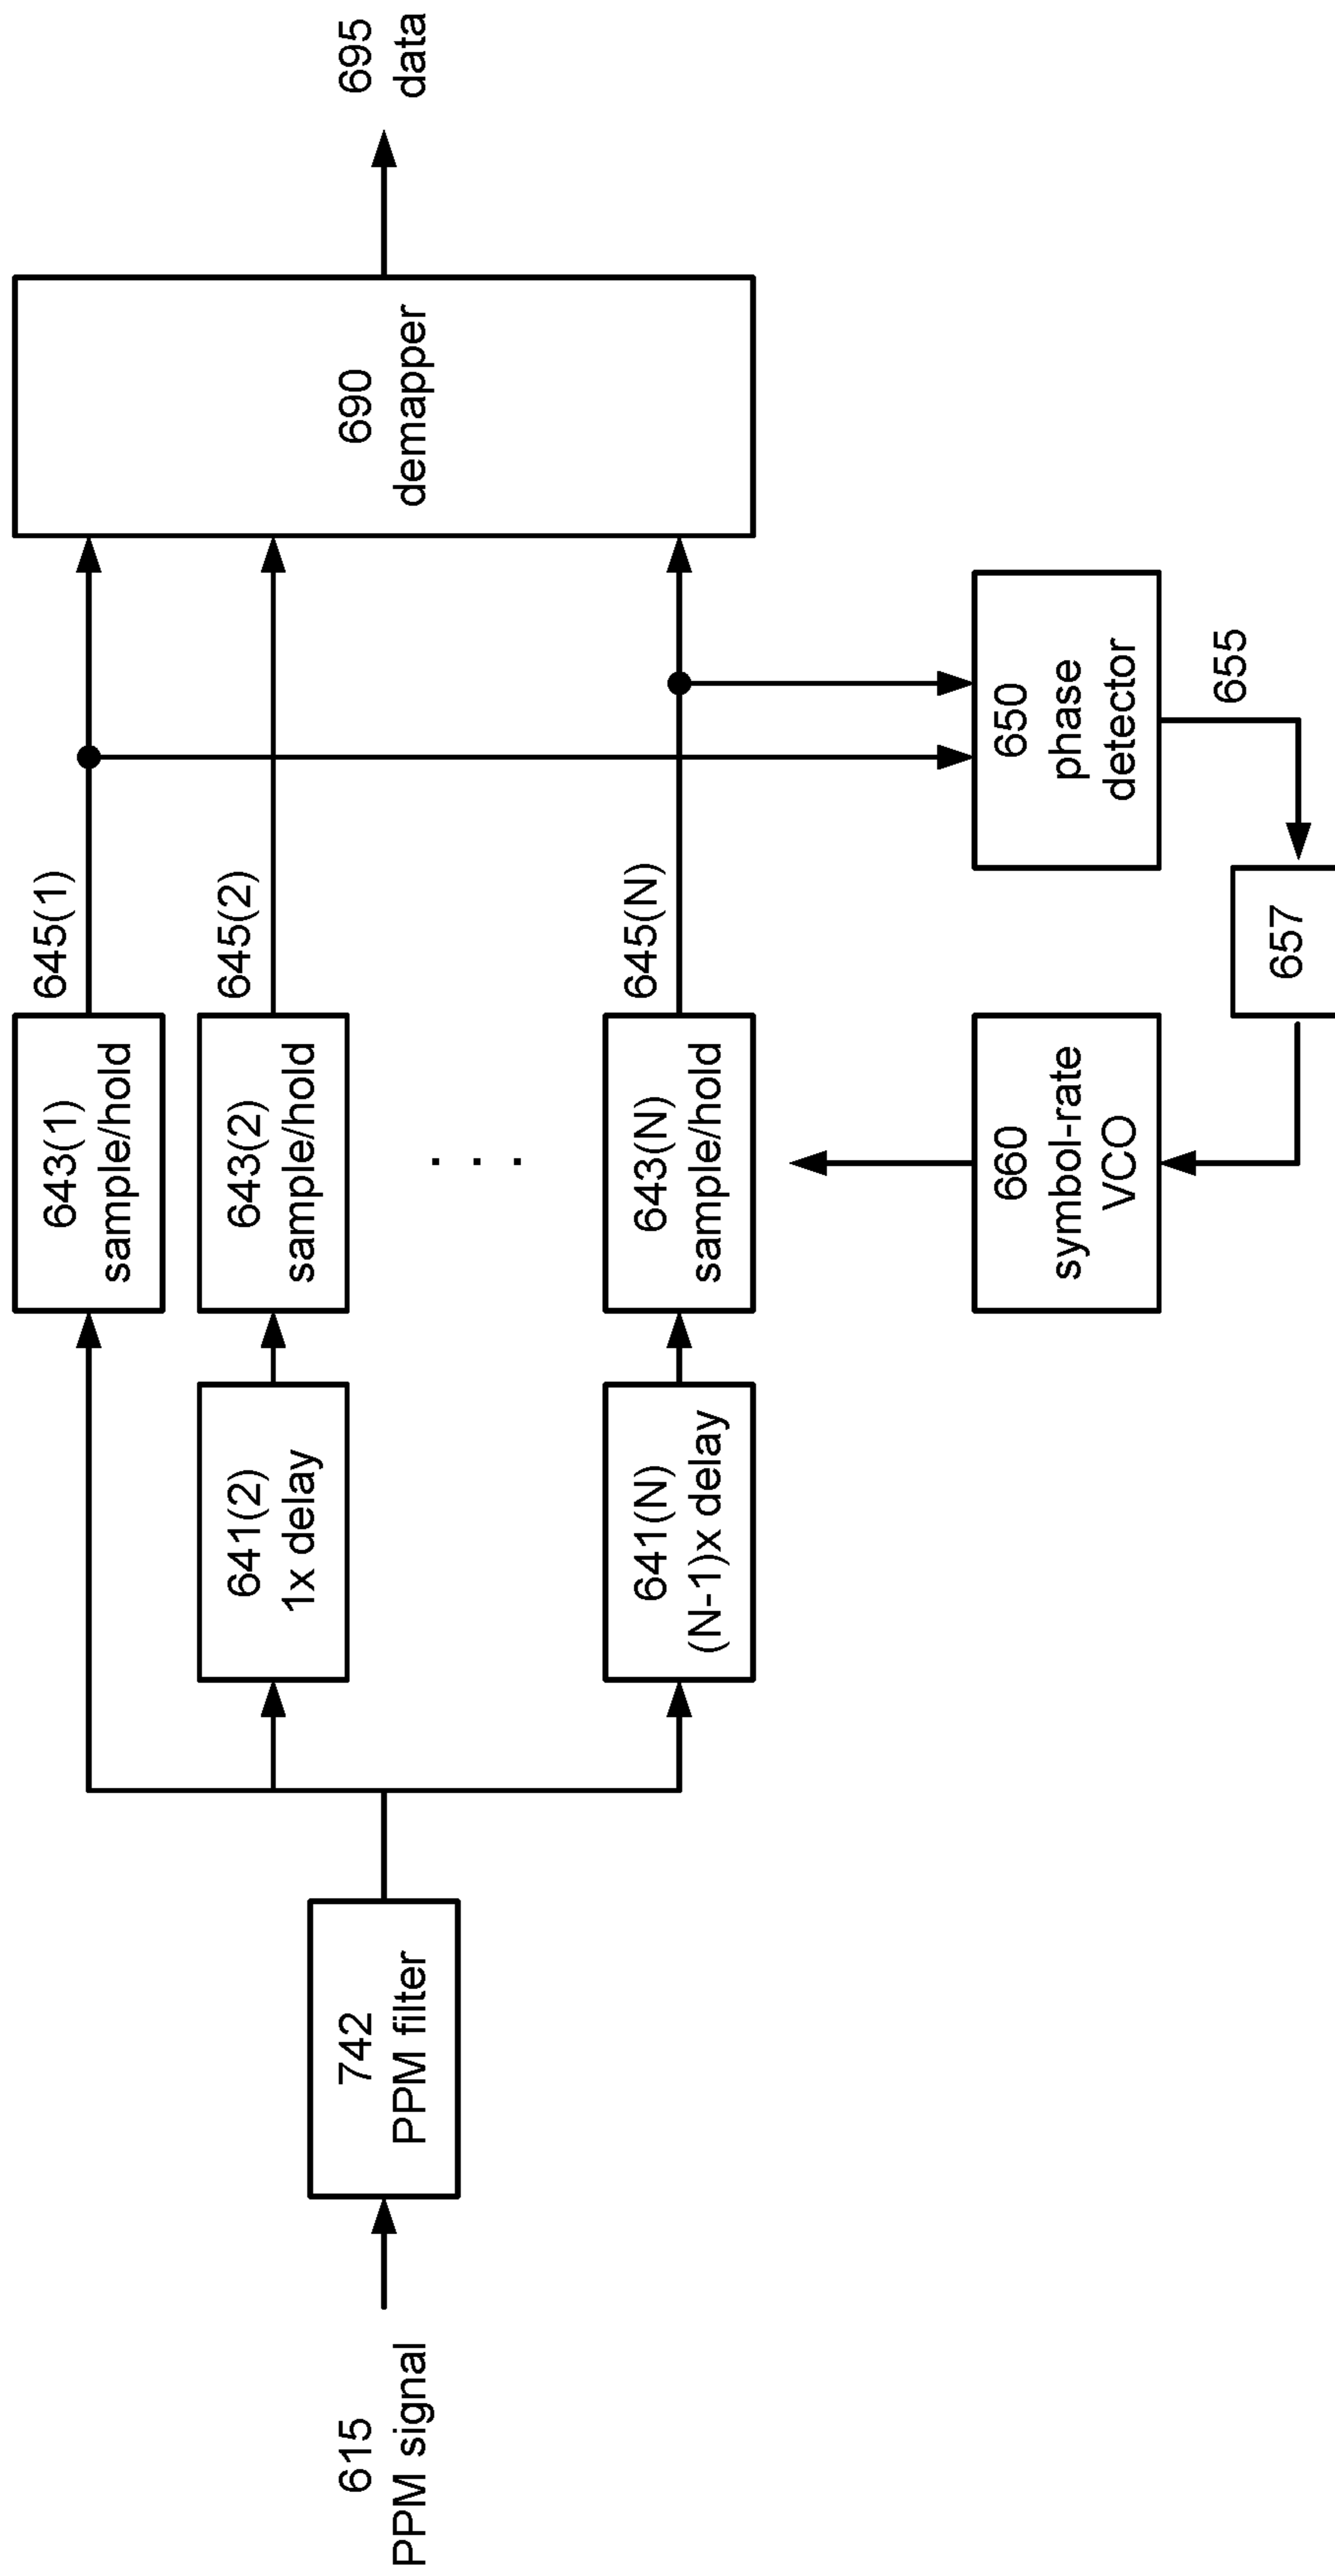 615
PPM signal
742
PPM filter
641(2)
1x delay
641(N)
(N-1)x delay
643(1)
sample/hold
643(2)
sample/hold
. . .
643(N)
sample/hold
645(1)
645(2)
645(N)
660
symbol-rate
VCO
657
650
phase
detector
655
690
demapper
695
data